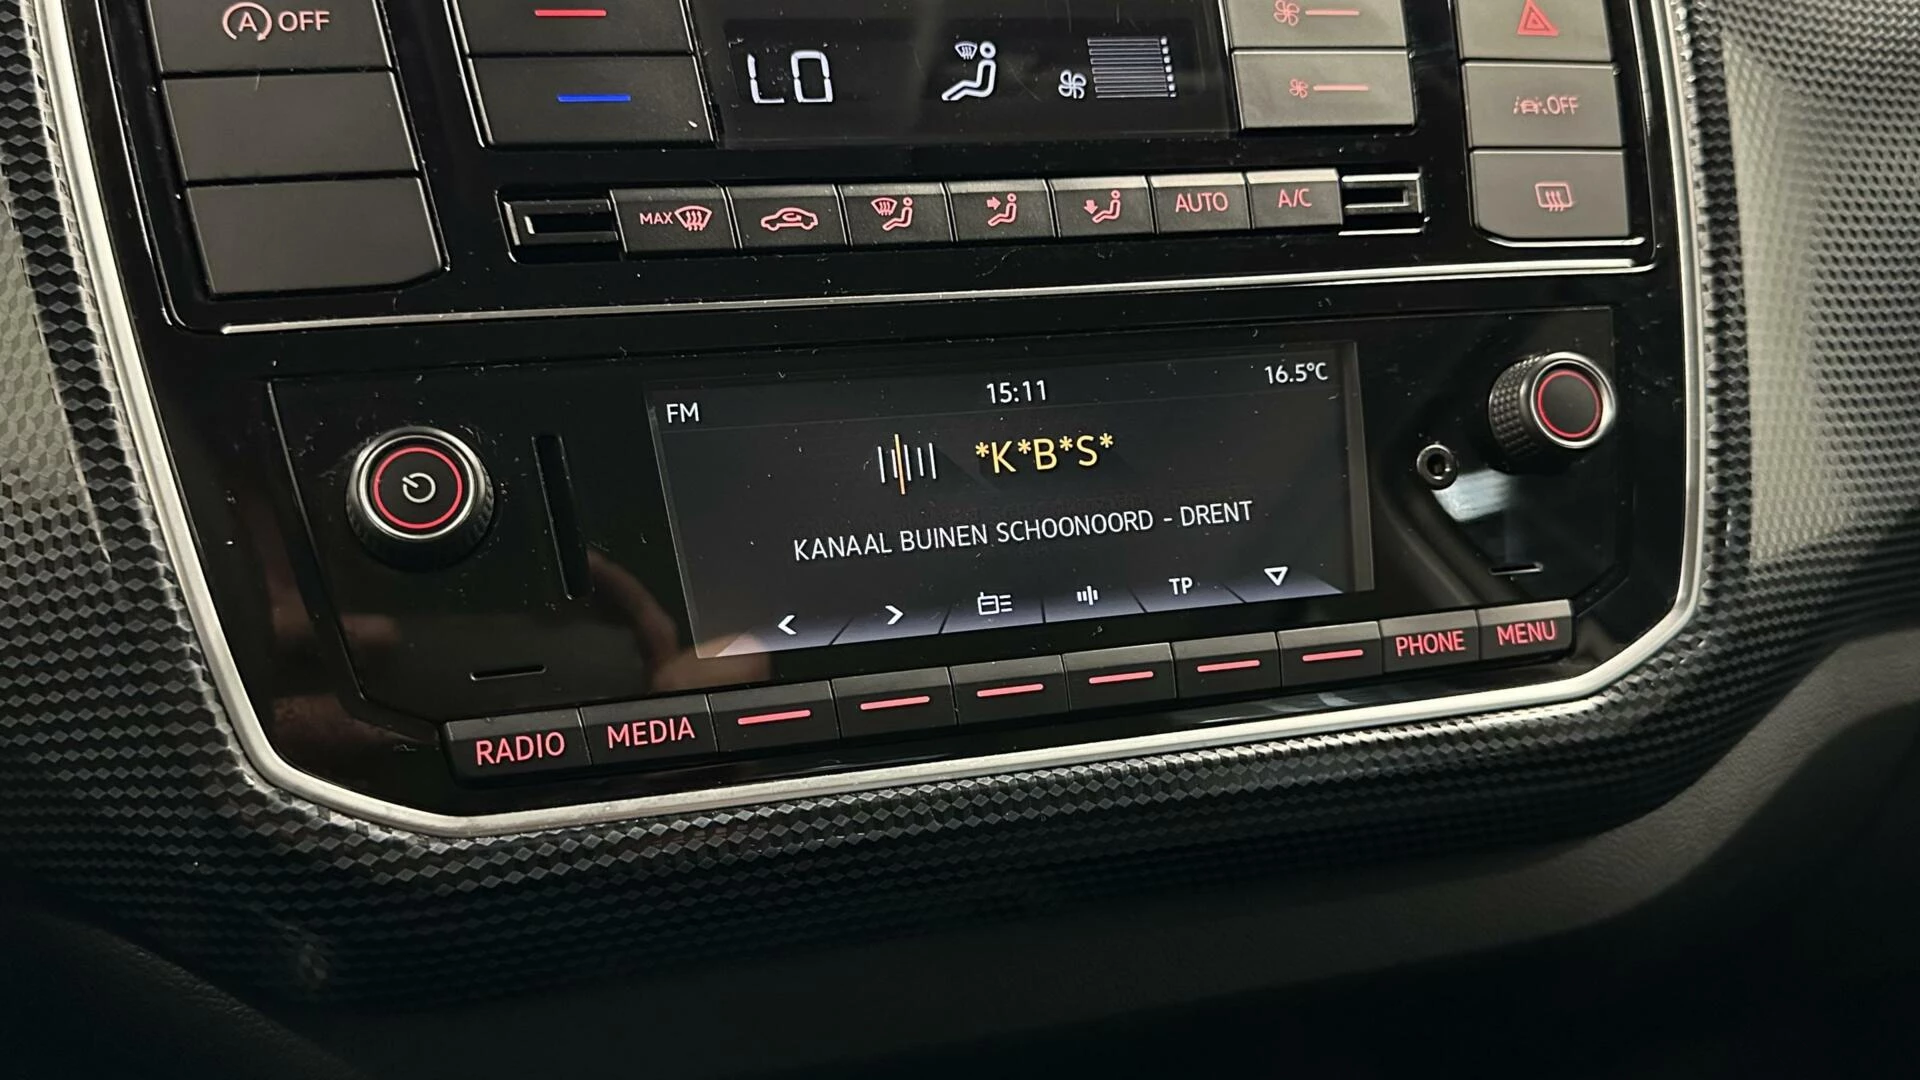 (A) OFF
LO
OFF
MAX
AUTO
A/C
FM
15:11
16.5°C
*K*B*S*
KANAAL BUINEN SCHOONOORD - DRENT
TP
RADIO
MEDIA
PHONE
MENU